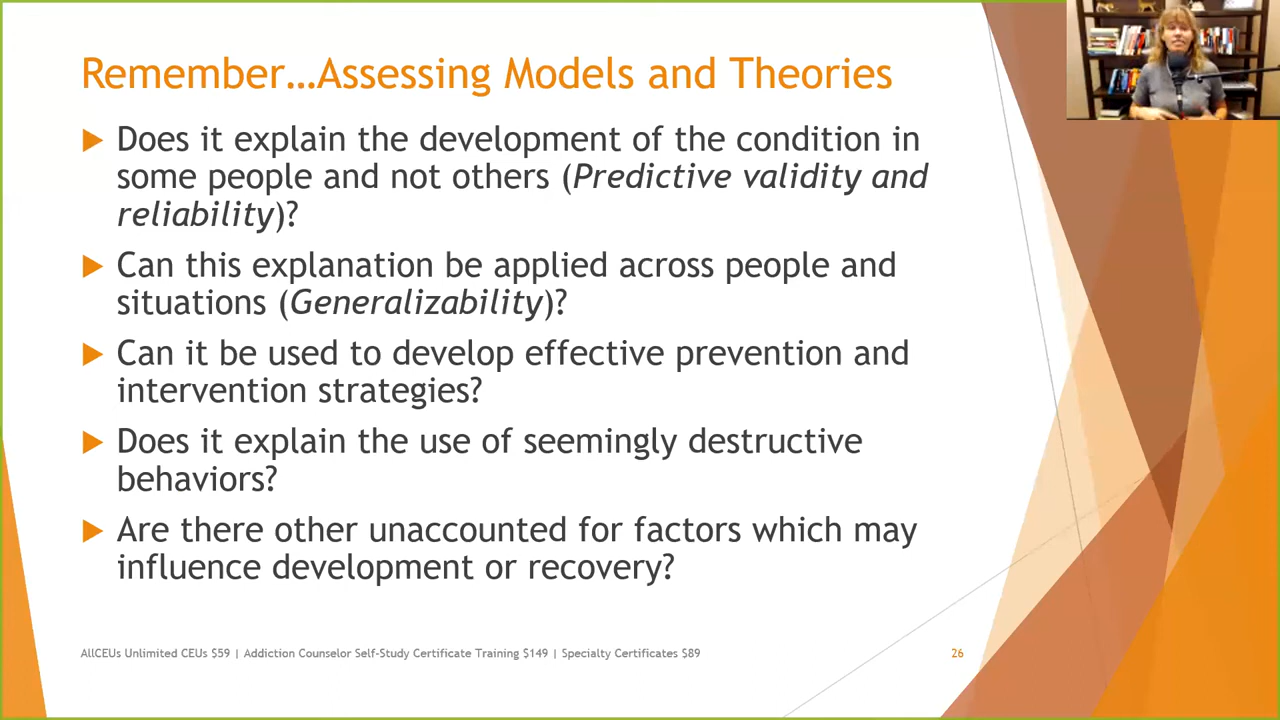 Remember…Assessing Models and Theories
Does it explain the development of the condition in
some people and not others (Predictive validity and
reliability)?
Can this explanation be applied across people and
situations (Generalizability)?
Can it be used to develop effective prevention and
intervention strategies?
Does it explain the use of seemingly destructive
behaviors?
Are there other unaccounted for factors which may
influence development or recovery?
AllCEUs Unlimited CEUs $59 | Addiction Counselor Self-Study Certificate Training $149 | Specialty Certificates $89
26